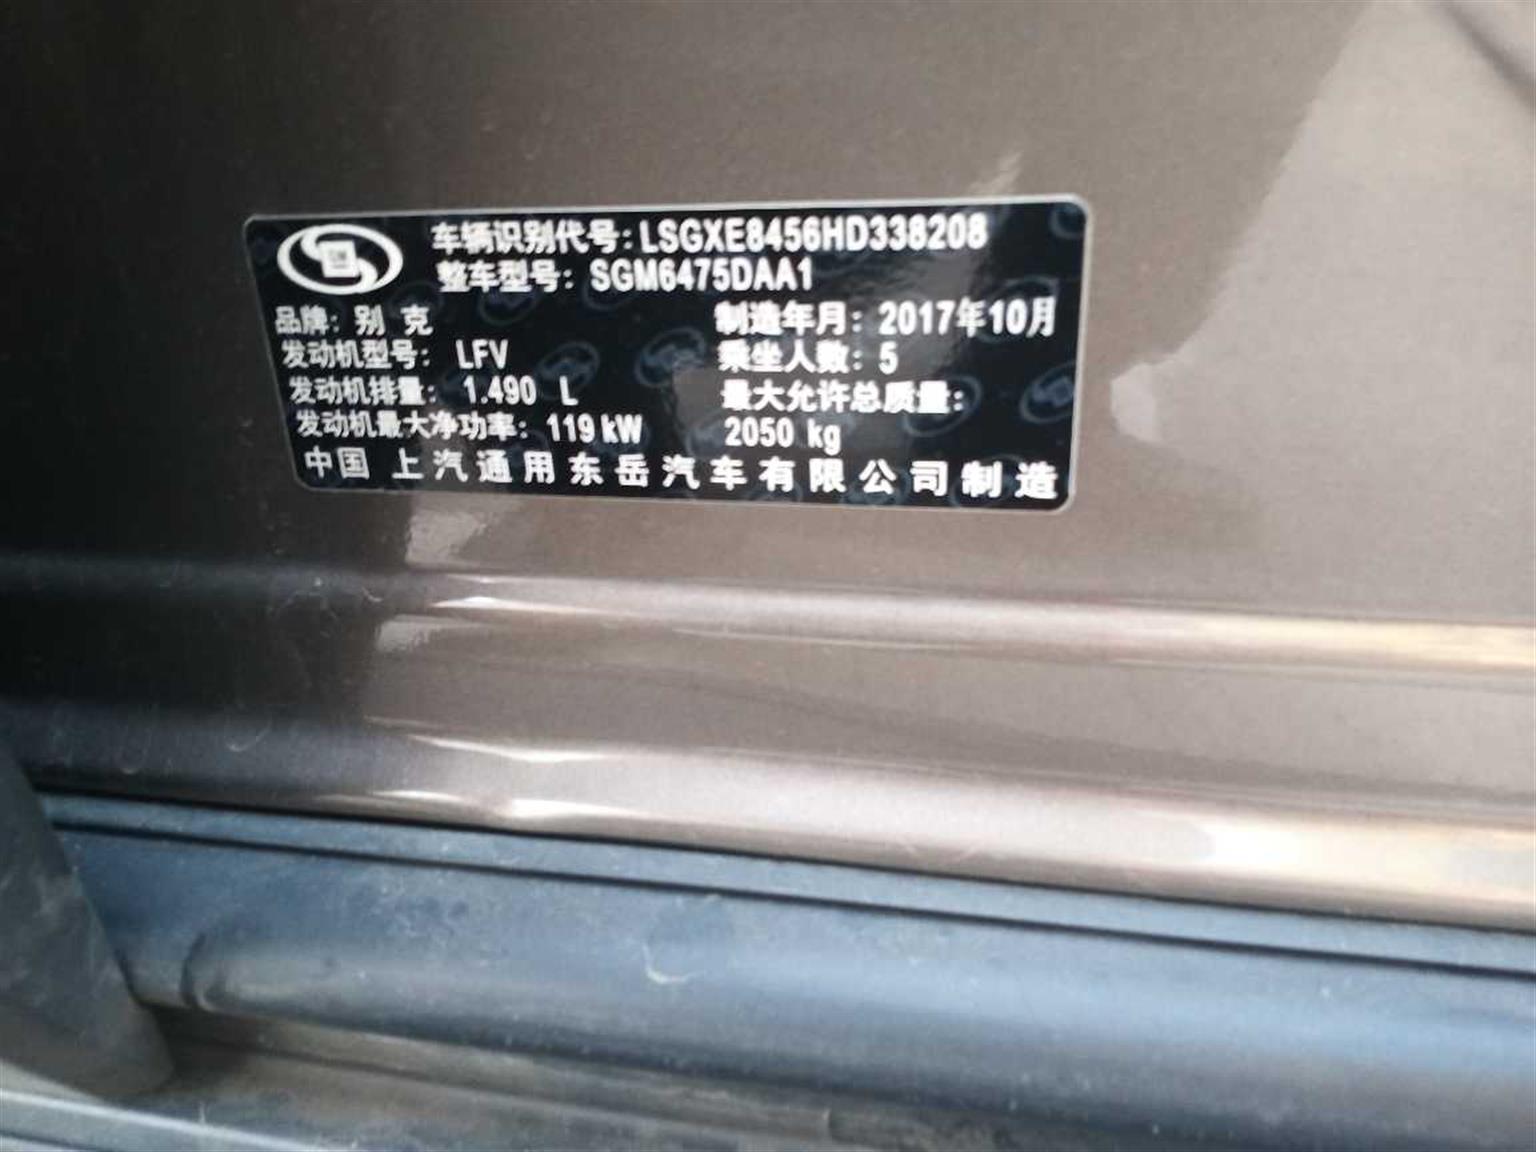 车辆识别代号：LSGXE8456HD338208
整车型号：SGM6475DAA1
品牌：别 克
制造年月：2017年10月
发动机型号：LFV
乘坐人数：5
发动机排量：1.490 L
最大允许总质量：
发动机最大净功率：119 kW
2050 kg
中国 上汽通用东岳汽车有限公司制造